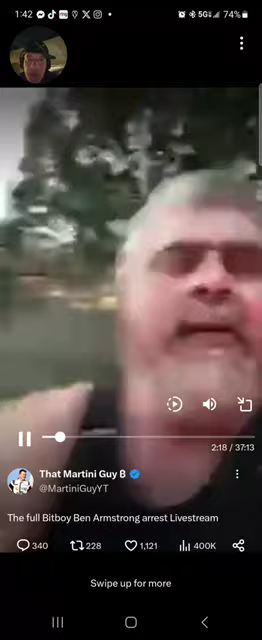 1:42
5G
74%
2:18 / 37:13
That Martini Guy B
@MartiniGuyYT
The full Bitboy Ben Armstrong arrest Livestream
340 228 1,121 400K
Swipe up for more